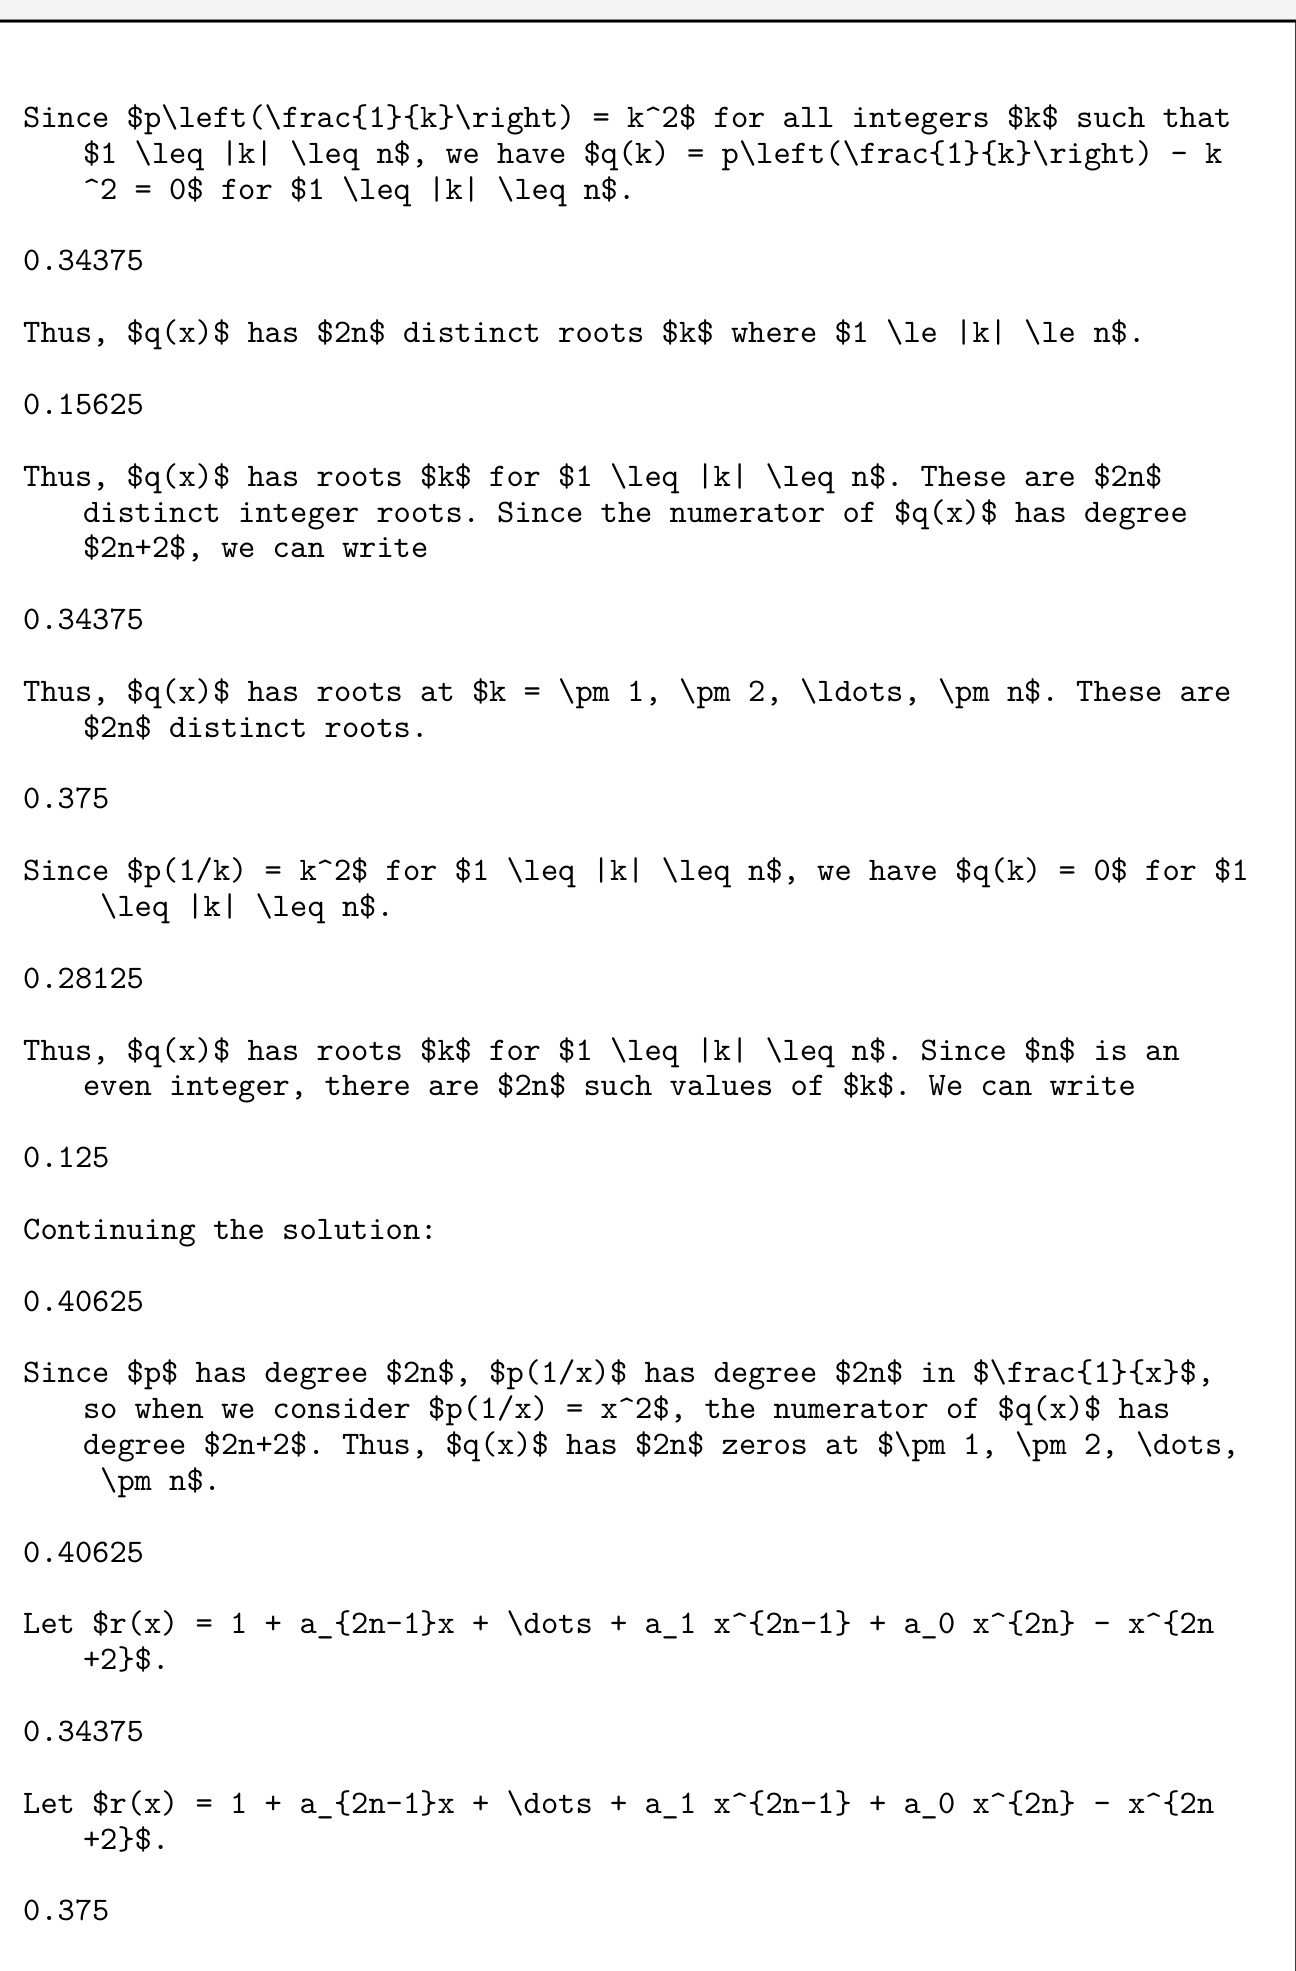 Since $p\left(\frac{1}{k}\right) = k^2$ for all integers $k$ such that
$1 \leq |k| \leq n$, we have $q(k) = p\left(\frac{1}{k}\right) - k
^2 = 0$ for $1 \leq |k| \leq n$.
0.34375
Thus, $q(x)$ has $2n$ distinct roots $k$ where $1 \le |k| \le n$.
0.15625
Thus, $q(x)$ has roots $k$ for $1 \leq |k| \leq n$. These are $2n$
distinct integer roots. Since the numerator of $q(x)$ has degree
$2n+2$, we can write
0.34375
Thus, $q(x)$ has roots at $k = \pm 1, \pm 2, \ldots, \pm n$. These are
$2n$ distinct roots.
0.375
Since $p(1/k) = k^2$ for $1 \leq |k| \leq n$, we have $q(k) = 0$ for $1
\leq |k| \leq n$.
0.28125
Thus, $q(x)$ has roots $k$ for $1 \leq |k| \leq n$. Since $n$ is an
even integer, there are $2n$ such values of $k$. We can write
0.125
Continuing the solution:
0.40625
Since $p$ has degree $2n$, $p(1/x)$ has degree $2n$ in $\frac{1}{x}$,
so when we consider $p(1/x) = x^2$, the numerator of $q(x)$ has
degree $2n+2$. Thus, $q(x)$ has $2n$ zeros at $\pm 1, \pm 2, \dots,
\pm n$.
0.40625
Let $r(x) = 1 + a_{2n-1}x + \dots + a_1 x^{2n-1} + a_0 x^{2n} - x^{2n
+2}$.
0.34375
Let $r(x) = 1 + a_{2n-1}x + \dots + a_1 x^{2n-1} + a_0 x^{2n} - x^{2n
+2}$.
0.375